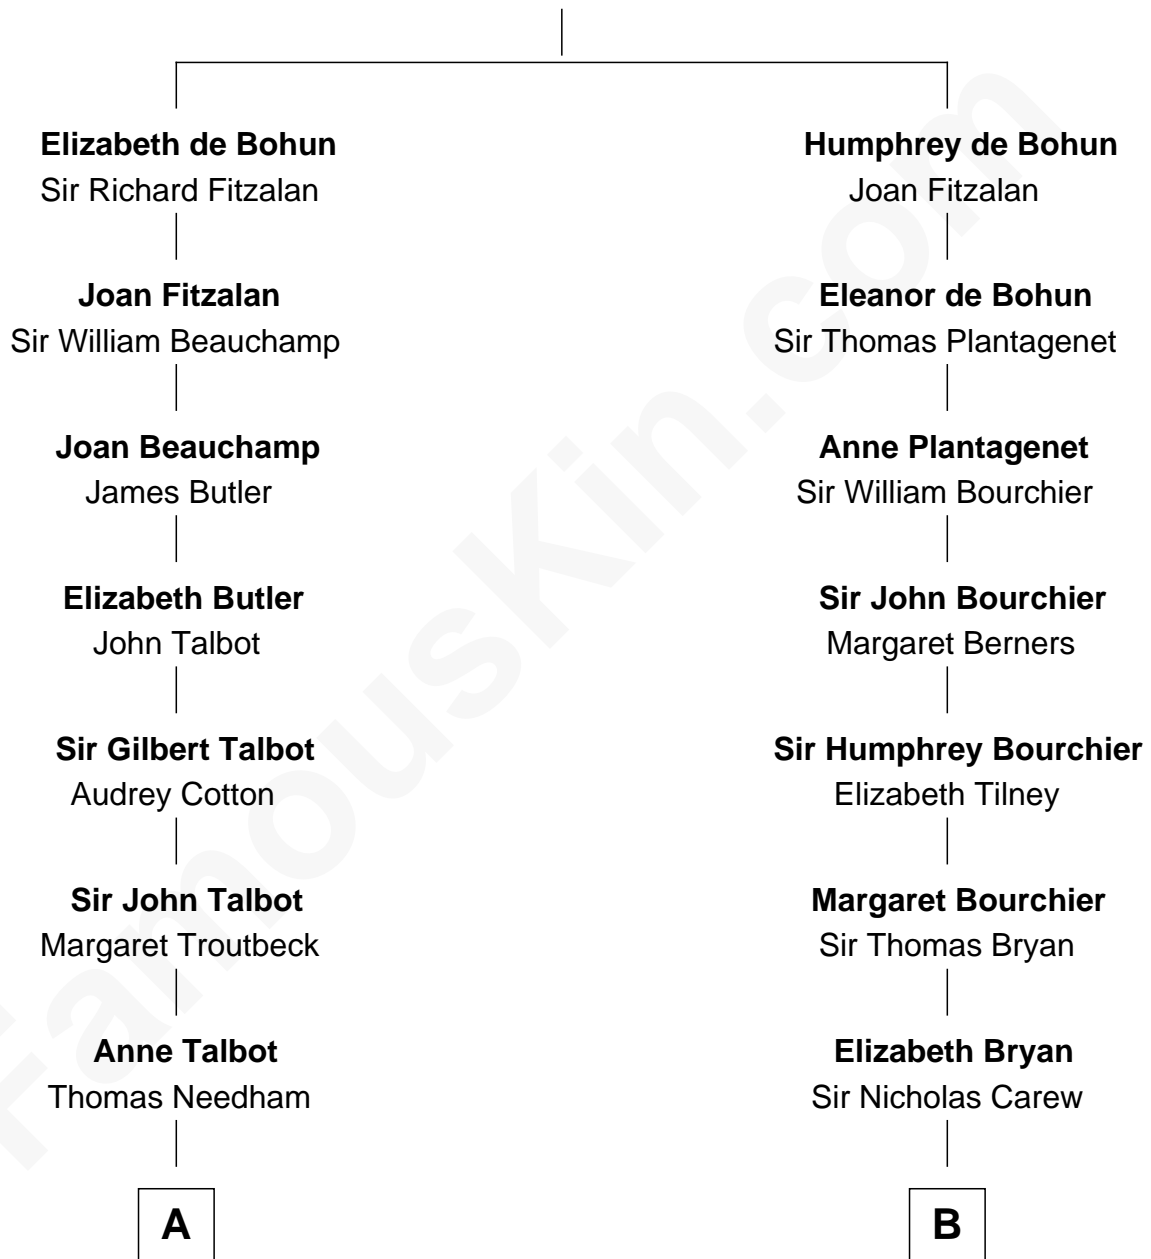 Elizabeth de Bohun
Sir Richard Fitzalan
Humphrey de Bohun
Joan Fitzalan
Joan Fitzalan
Sir William Beauchamp
Eleanor de Bohun
Sir Thomas Plantagenet
Joan Beauchamp
James Butler
Anne Plantagenet
Sir William Bourchier
Elizabeth Butler
John Talbot
Sir John Bourchier
Margaret Berners
Sir Gilbert Talbot
Audrey Cotton
Sir Humphrey Bourchier
Elizabeth Tilney
Sir John Talbot
Margaret Troutbeck
Margaret Bourchier
Sir Thomas Bryan
Anne Talbot
Thomas Needham
Elizabeth Bryan
Sir Nicholas Carew
A
B
FamousKin.com